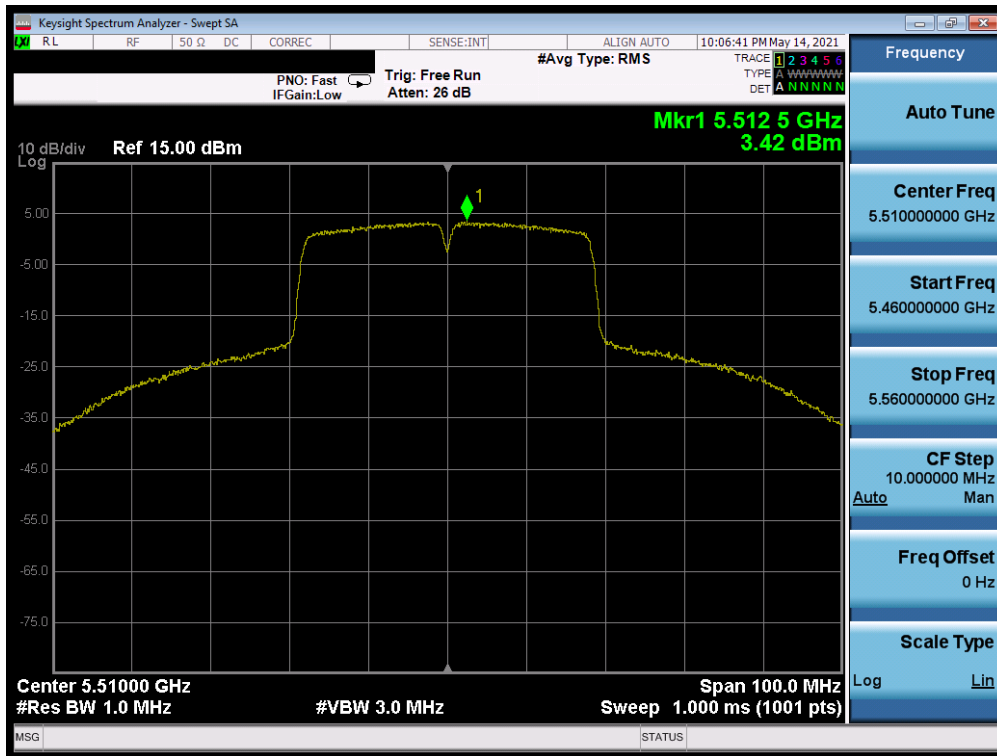 Keysight Spectrum Analyzer - Swept SA
LXI RL RF 50 Ω DC CORREC SENSE:INT ALIGN AUTO 10:06:41 PM May 14, 2021
PNO: Fast Trig: Free Run #Avg Type: RMS TRACE 1 2 3 4 5 6
IFGain:Low Atten: 26 dB TYPE A WWWWW
DET A N N N N N
Mkr1 5.512 5 GHz
3.42 dBm
10 dB/div Ref 15.00 dBm
Log
1
5.00
-5.00
-15.0
-25.0
-35.0
-45.0
-55.0
-65.0
-75.0
Center 5.51000 GHz Span 100.0 MHz
#Res BW 1.0 MHz #VBW 3.0 MHz Sweep 1.000 ms (1001 pts)
MSG STATUS
Frequency
Auto Tune
Center Freq
5.510000000 GHz
Start Freq
5.460000000 GHz
Stop Freq
5.560000000 GHz
CF Step
10.000000 MHz
Auto Man
Freq Offset
0 Hz
Scale Type
Log Lin